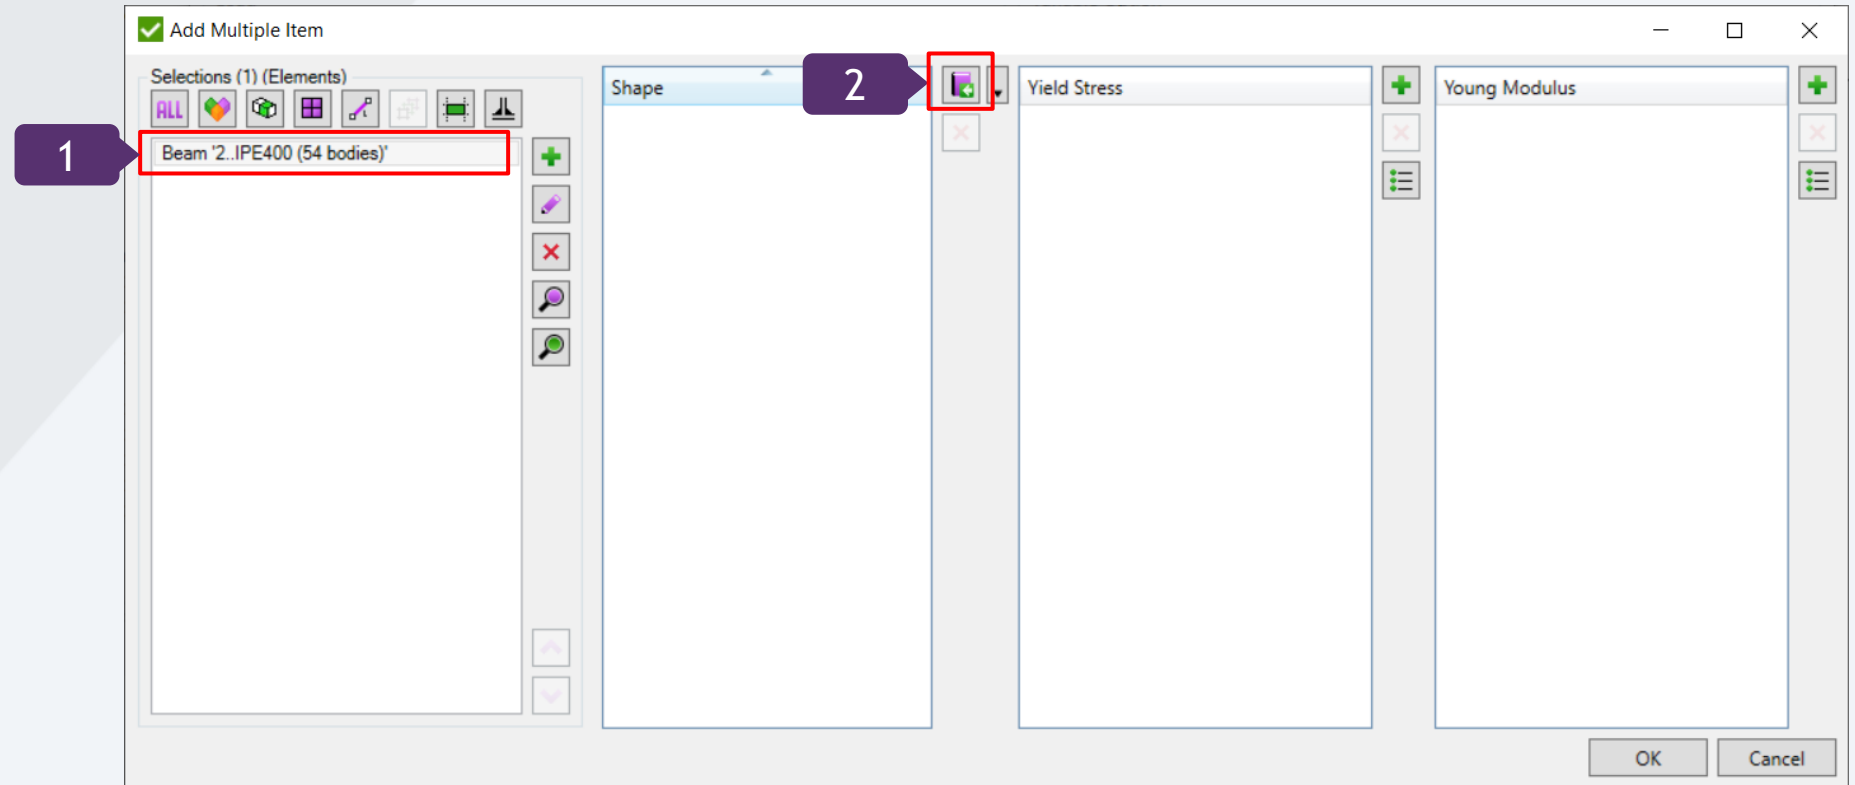 Add Multiple Item
Selections (1) (Elements)
ALL
1
Beam '2..IPE400 (54 bodies)'
Shape
2
Yield Stress
Young Modulus
OK
Cancel